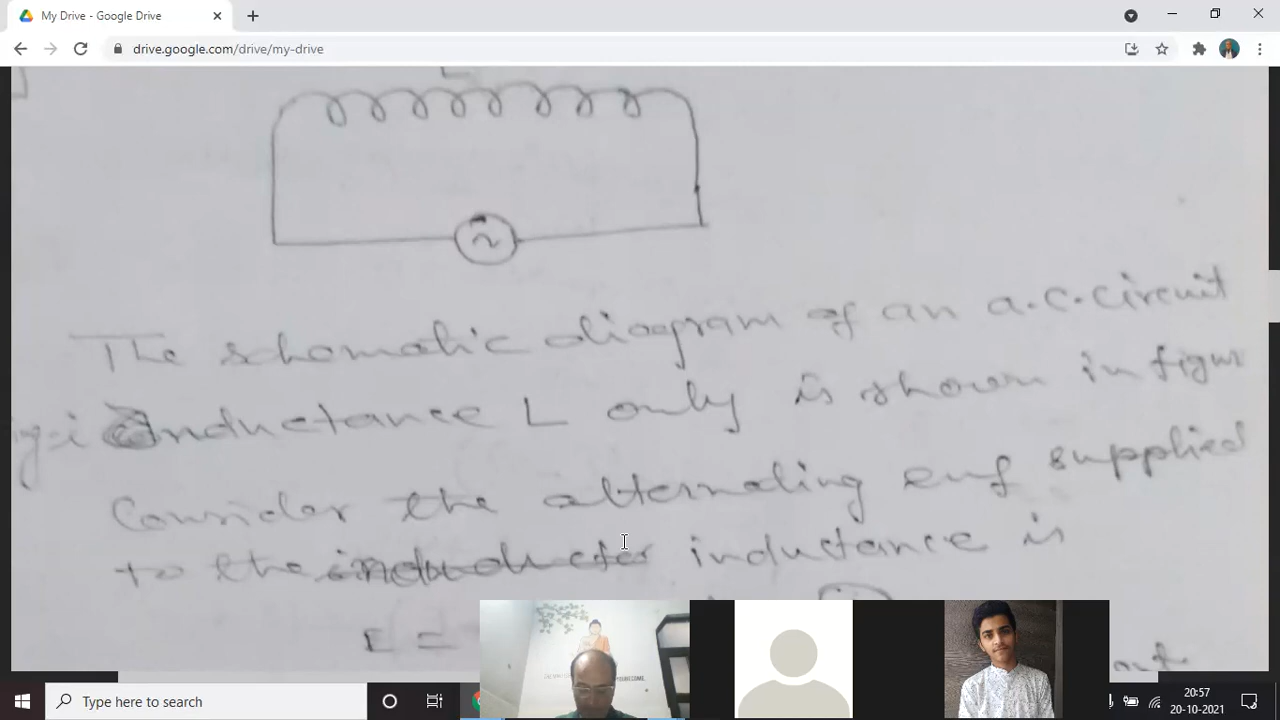 My Drive - Google Drive
drive.google.com/drive/my-drive
L
The schematic diagram of an a.c. circuit
inductance L only is shown in figur
Consider the alternating emf supplied
to the inductor inductance is
E =
Type here to search
20:57
20-10-2021